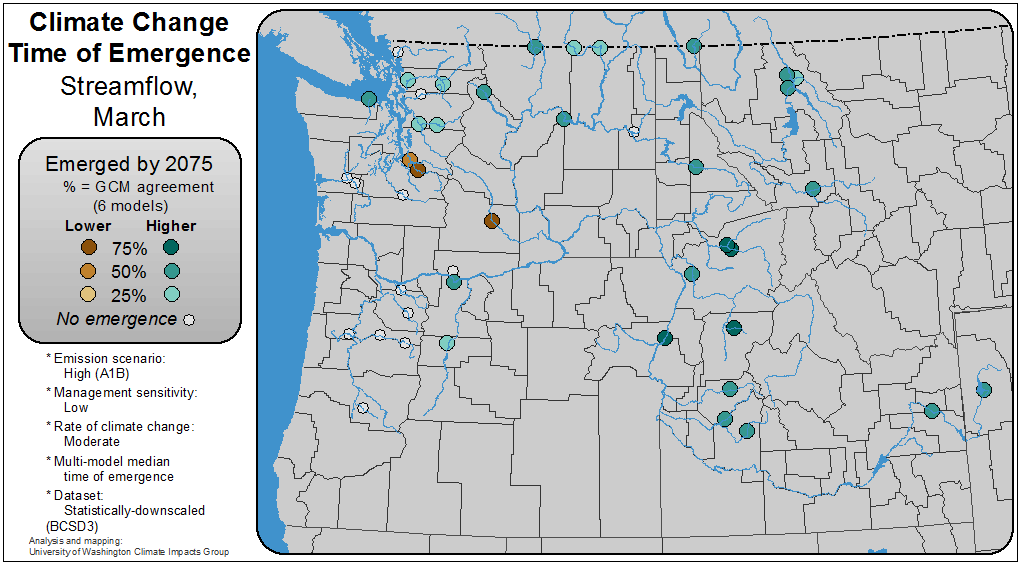 Climate Change
Time of Emergence
Streamflow,
March
Emerged by 2075
% = GCM agreement
(6 models)
Lower Higher
75%
50%
25%
No emergence
* Emission scenario:
High (A1B)
* Management sensitivity:
Low
* Rate of climate change:
Moderate
* Multi-model median
time of emergence
* Dataset:
Statistically-downscaled
(BCSD3)
Analysis and mapping:
University of Washington Climate Impacts Group